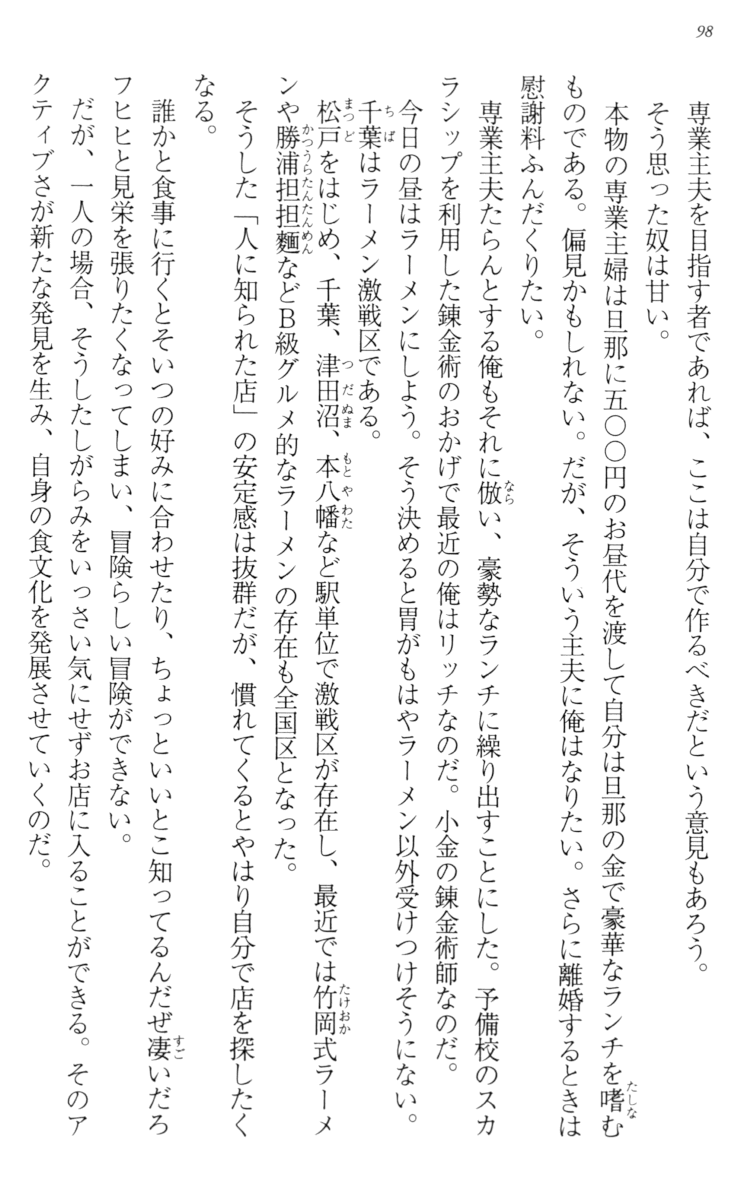 98
専業主夫を目指す者であれば、ここは自分で作るべきだという意見もあろう。
そう思った奴は甘い。
本物の専業主婦は旦那に五〇〇円のお昼代を渡して自分は旦那の金で豪華なランチを嗜む
ものである。偏見かもしれない。だが、そういう主夫に俺はなりたい。さらに離婚するときは
慰謝料ふんだくりたい。
専業主夫たらんとする俺もそれに倣い、豪勢なランチに繰り出すことにした。予備校のスカ
ラシップを利用した錬金術のおかげで最近の俺はリッチなのだ。小金の錬金術師なのだ。
今日の昼はラーメンにしよう。そう決めると胃がもはやラーメン以外受けつけそうにない。
千葉はラーメン激戦区である。
松戸をはじめ、千葉、津田沼、本八幡など駅単位で激戦区が存在し、最近では竹岡式ラーメ
ンや勝浦担担麵などB級グルメ的なラーメンの存在も全国区となった。
そうした「人に知られた店」の安定感は抜群だが、慣れてくるとやはり自分で店を探したく
なる。
誰かと食事に行くとそいつの好みに合わせたり、ちょっといいとこ知ってるんだぜ凄いだろ
フヒヒと見栄を張りたくなってしまい、冒険らしい冒険ができない。
だが、一人の場合、そうしたしがらみをいっさい気にせずお店に入ることができる。そのア
クティブさが新たな発見を生み、自身の食文化を発展させていくのだ。